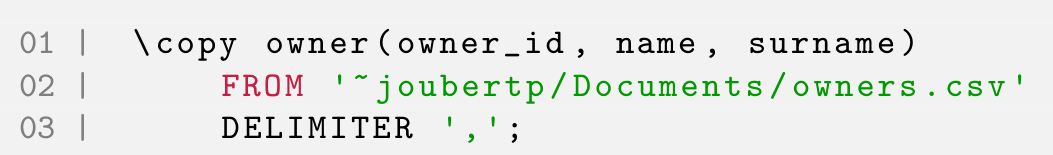 01 | \copy owner(owner_id, name, surname)
02 | FROM '~joubertp/Documents/owners.csv'
03 | DELIMITER ',';